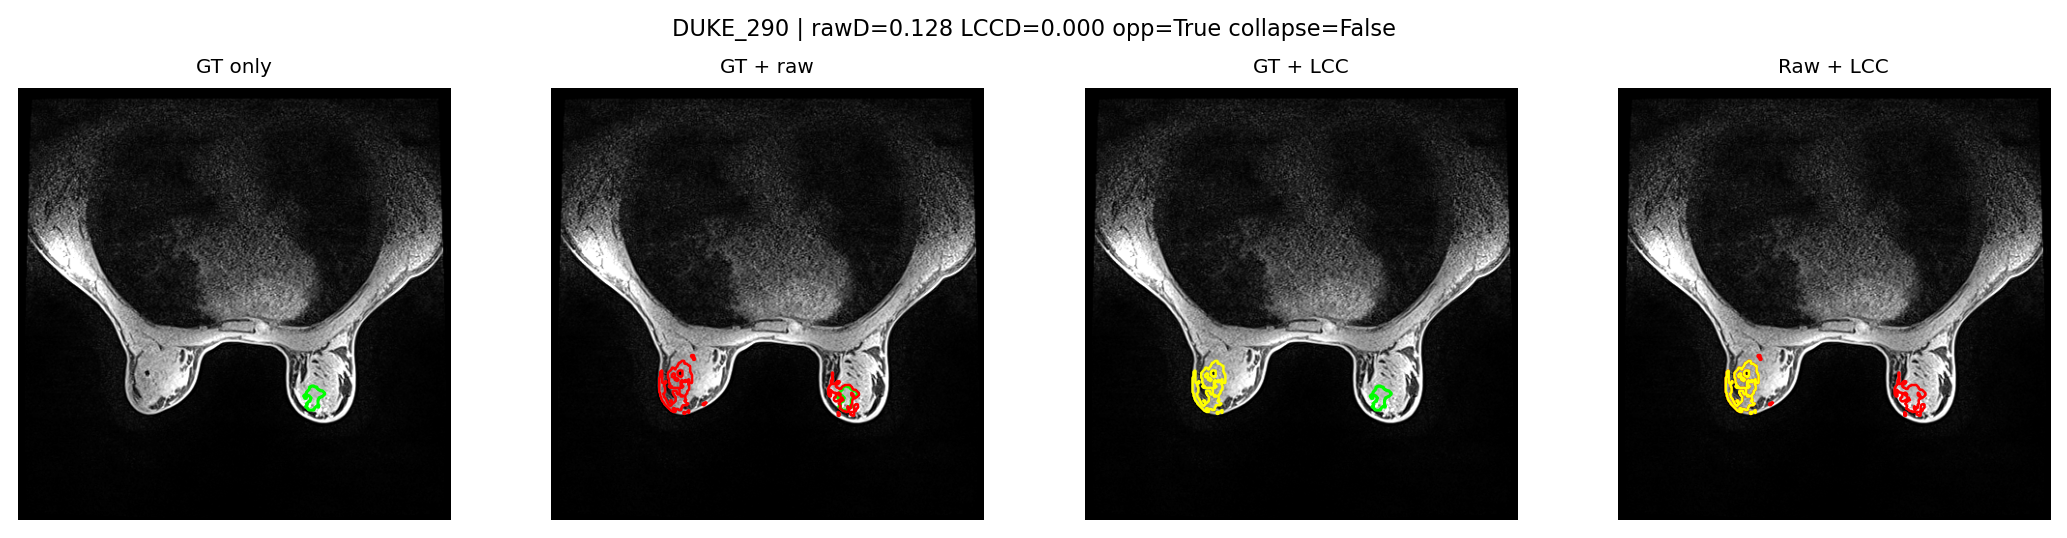 DUKE_290 | rawD=0.128 LCCD=0.000 opp=True collapse=False
GT only
GT + raw
GT + LCC
Raw + LCC